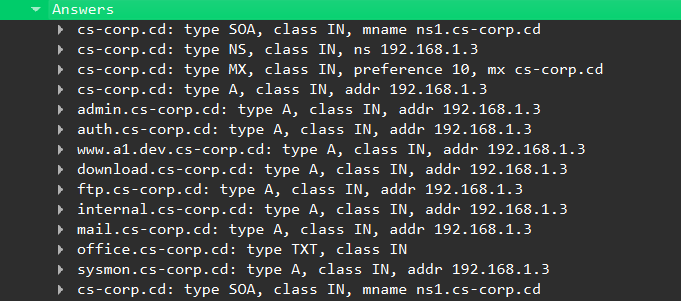 Answers
cs-corp.cd: type SOA, class IN, mname ns1.cs-corp.cd
cs-corp.cd: type NS, class IN, ns 192.168.1.3
cs-corp.cd: type MX, class IN, preference 10, mx cs-corp.cd
cs-corp.cd: type A, class IN, addr 192.168.1.3
admin.cs-corp.cd: type A, class IN, addr 192.168.1.3
auth.cs-corp.cd: type A, class IN, addr 192.168.1.3
www.a1.dev.cs-corp.cd: type A, class IN, addr 192.168.1.3
download.cs-corp.cd: type A, class IN, addr 192.168.1.3
ftp.cs-corp.cd: type A, class IN, addr 192.168.1.3
internal.cs-corp.cd: type A, class IN, addr 192.168.1.3
mail.cs-corp.cd: type A, class IN, addr 192.168.1.3
office.cs-corp.cd: type TXT, class IN
sysmon.cs-corp.cd: type A, class IN, addr 192.168.1.3
cs-corp.cd: type SOA, class IN, mname ns1.cs-corp.cd